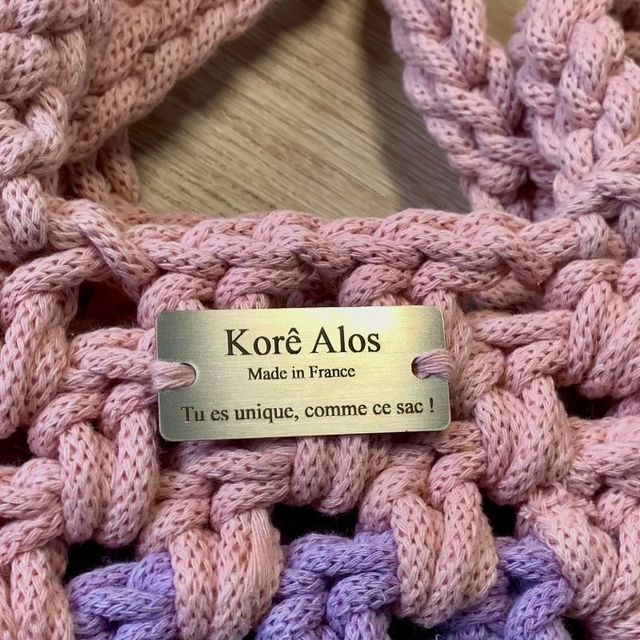 Korê Alos
Made in France
Tu es unique, comme ce sac !